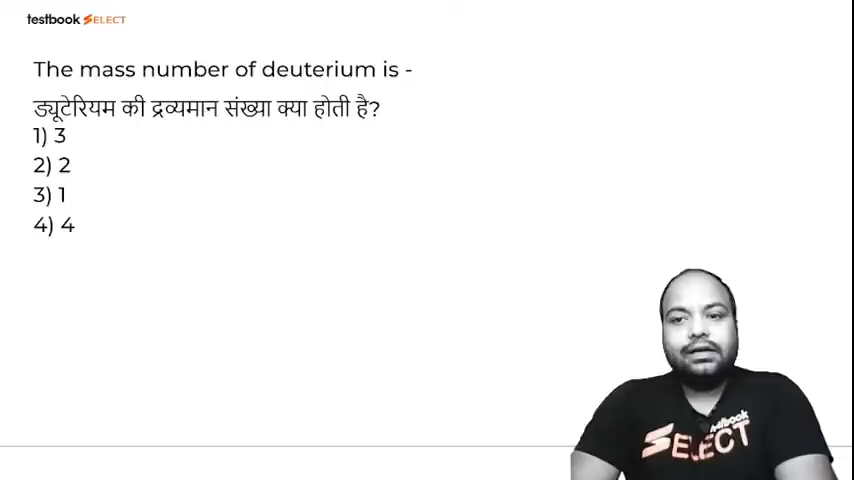 testbook SELECT
The mass number of deuterium is -
ड्यूटेरियम की द्रव्यमान संख्या क्या होती है?
1) 3
2) 2
3) 1
4) 4
testbook
SELECT